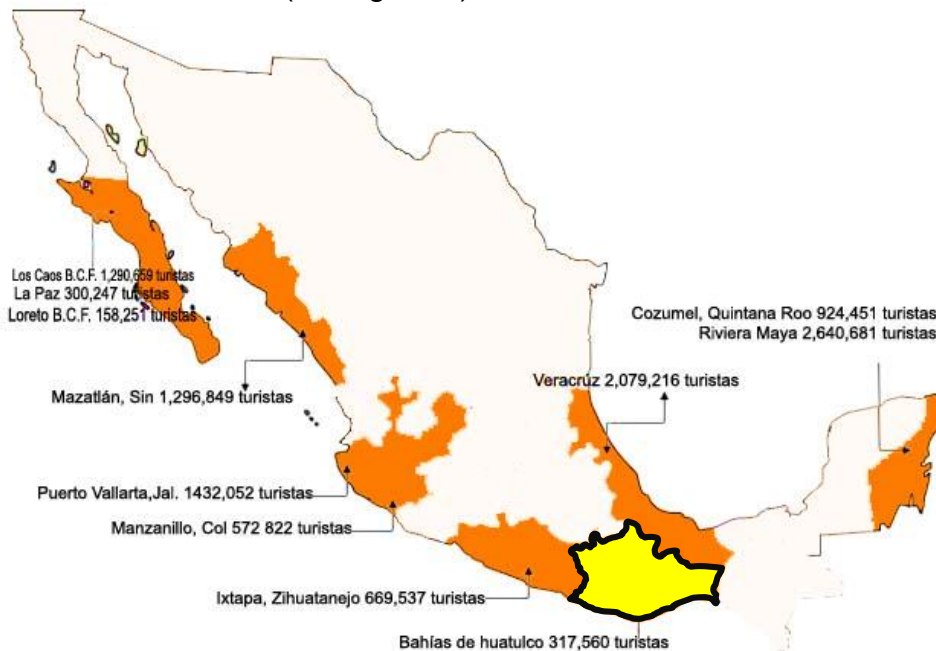 Los Caos B.C.F. 1,290,659 turistas
La Paz 300,247 turistas
Loreto B.C.F. 158,251 turistas
Cozumel, Quintana Roo 924,451 turistas
Riviera Maya 2,640,681 turistas
Veracruz 2,079,216 turistas
Mazatlán, Sin 1,296,849 turistas
Puerto Vallarta,Jal. 1432,052 turistas
Manzanillo, Col 572 822 turistas
Ixtapa, Zihuatanejo 669,537 turistas
Bahías de huatulco 317,560 turistas